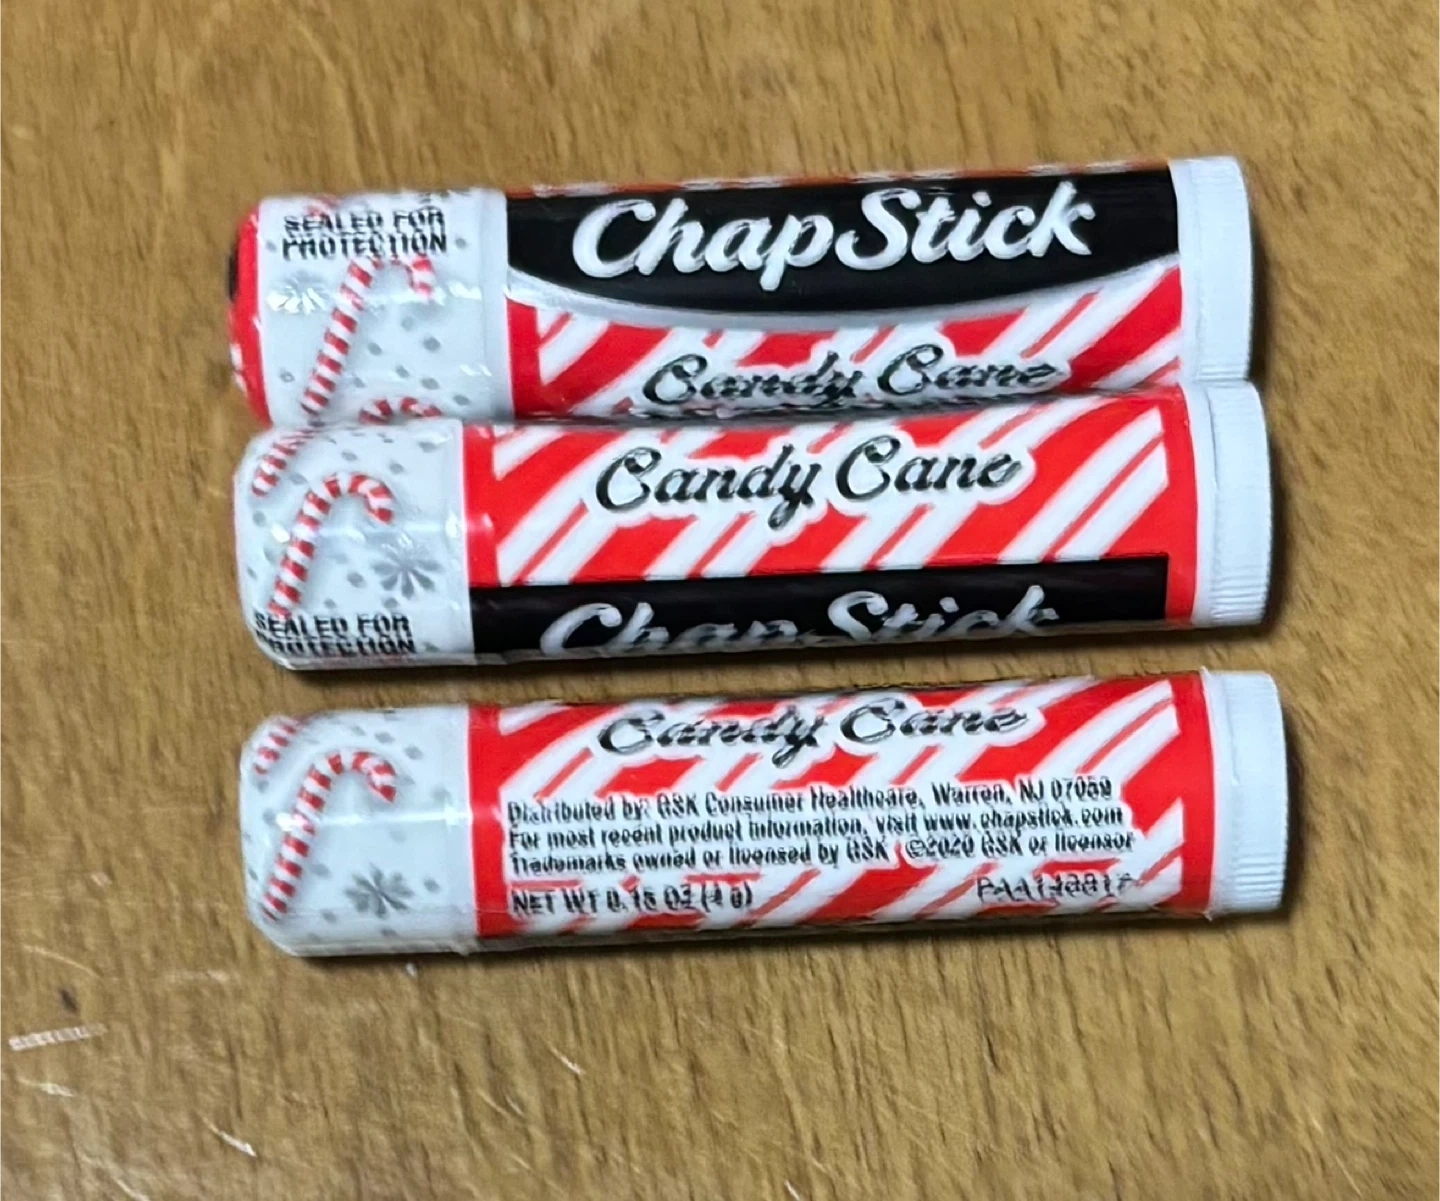 SEALED FOR
PROTECTION
ChapStick
Candy Cane
Candy Cane
SEALED FOR
PROTECTION
ChapStick
Candy Cane
Distributed by: GSK Consumer Healthcare, Warren, NJ 07059
For most recent product information, visit www.chapstick.com
Trademarks owned or licensed by GSK ©2020 GSK or licensor
NET WT 0.15 OZ (4 g)